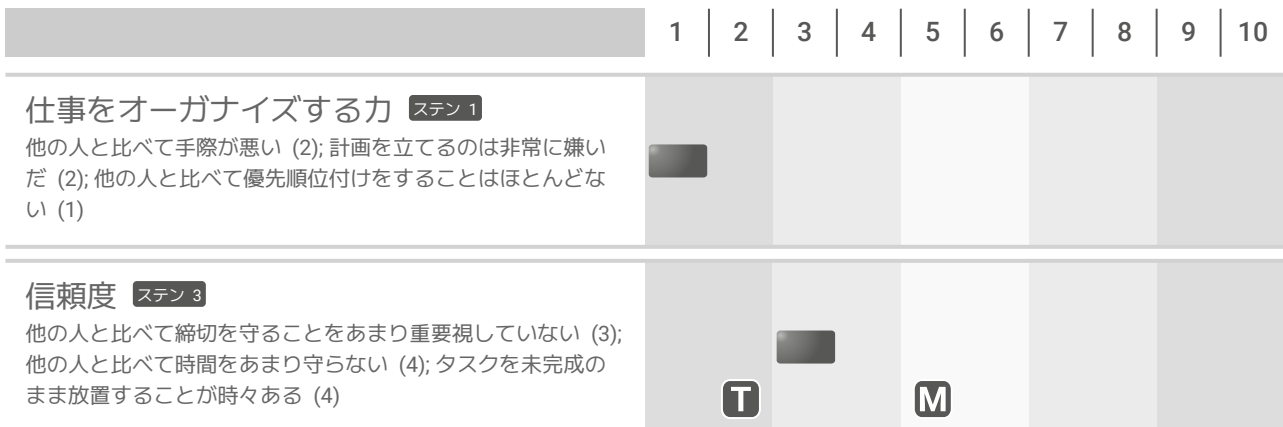 1 2 3 4 5 6 7 8 9 10
仕事をオーガナイズする力 ステン 1
他の人と比べて手際が悪い (2); 計画を立てるのは非常に嫌い
だ (2); 他の人と比べて優先順位付けをすることはほとんどな
い (1)
信頼度 ステン 3
他の人と比べて締切を守ることをあまり重要視していない (3);
他の人と比べて時間をあまり守らない (4); タスクを未完成の
まま放置することが時々ある (4)
T M